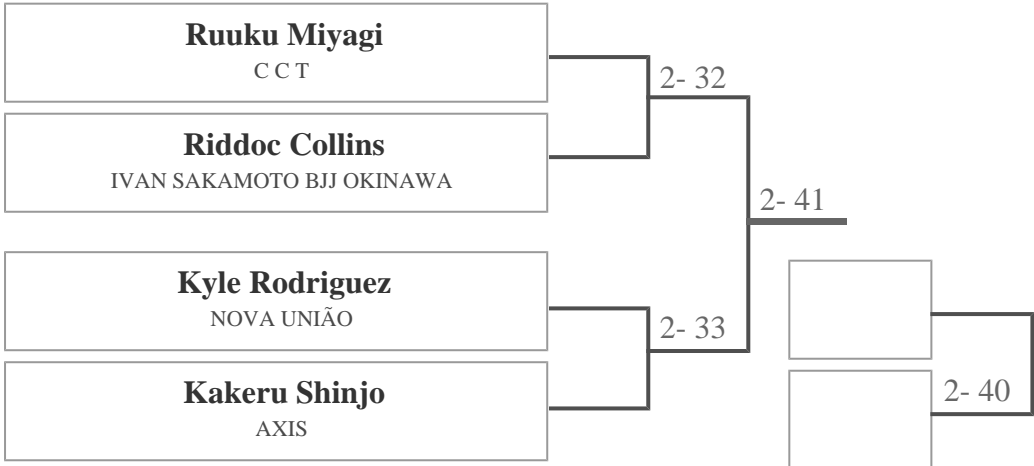 Ruuku Miyagi
C C T
2- 32
Riddoc Collins
IVAN SAKAMOTO BJJ OKINAWA
2- 41
Kyle Rodriguez
NOVA UNIÃO
2- 33
Kakeru Shinjo
AXIS
2- 40